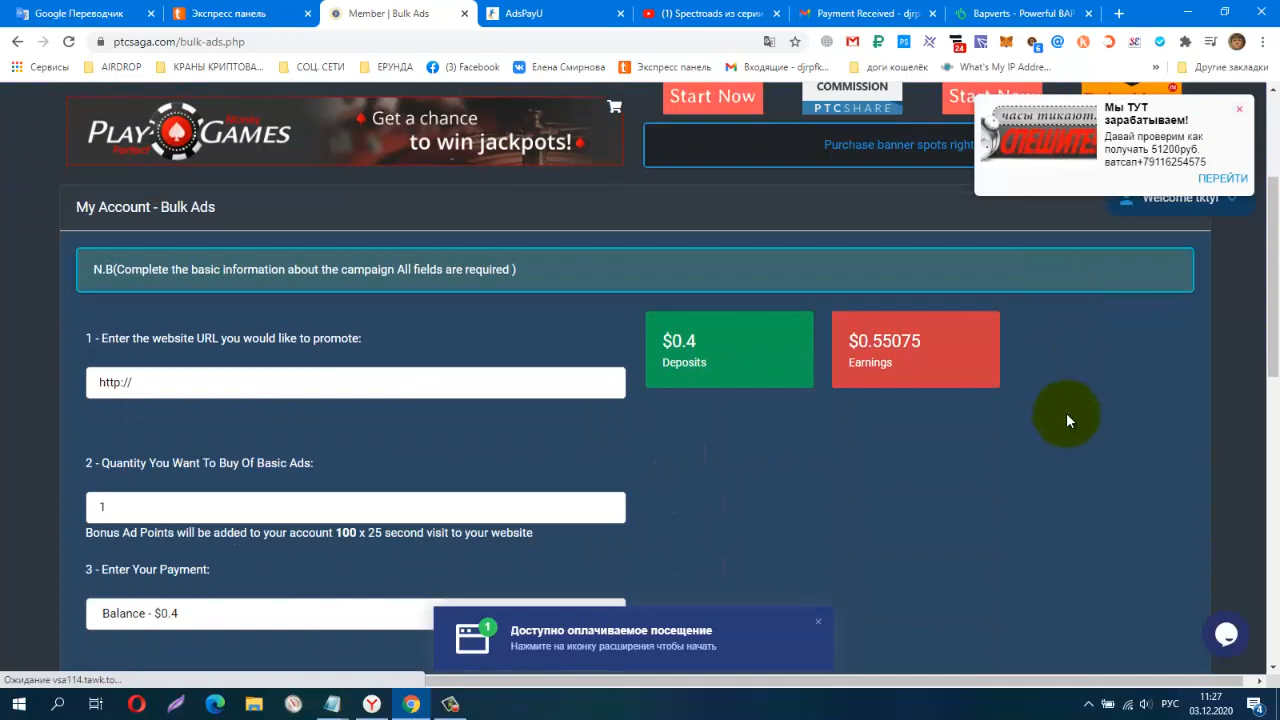 Google Переводчик
Экспресс панель
Member | Bulk Ads
AdsPayU
(1) Spectroads из серии
Payment Received - djrp
Bapverts - Powerful BAP
ptcsaga.com/bulk-ads.php
24
6
Сервисы
AIRDROP
КРАНЫ КРИПТОВА...
СОЦ. СЕТИ
ЕРУНДА
(3) Facebook
Елена Смирнова
Экспресс панель
Входящие - djrpfk...
доги кошелёк
What's My IP Addre...
»
Другие закладки
PLAY GAMES
Get a chance
to win jackpots!
Start Now
COMMISSION
PTCSHARE
Purchase banner spots right
часы тикают.
СПЕШИТЕ
Мы ТУТ
зарабатываем!
Давай проверим как
получать 51200руб.
ватсап+79116254575
ПЕРЕЙТИ
Welcome tktyf
My Account - Bulk Ads
N.B(Complete the basic information about the campaign All fields are required )
1 - Enter the website URL you would like to promote:
http://
$0.4
Deposits
$0.55075
Earnings
2 - Quantity You Want To Buy Of Basic Ads:
1
Bonus Ad Points will be added to your account 100 x 25 second visit to your website
3 - Enter Your Payment:
Balance - $0.4
1
Доступно оплачиваемое посещение
Нажмите на иконку расширения чтобы начать
Ожидание vsa114.tawk.to...
РУС
11:27
03.12.2020
4